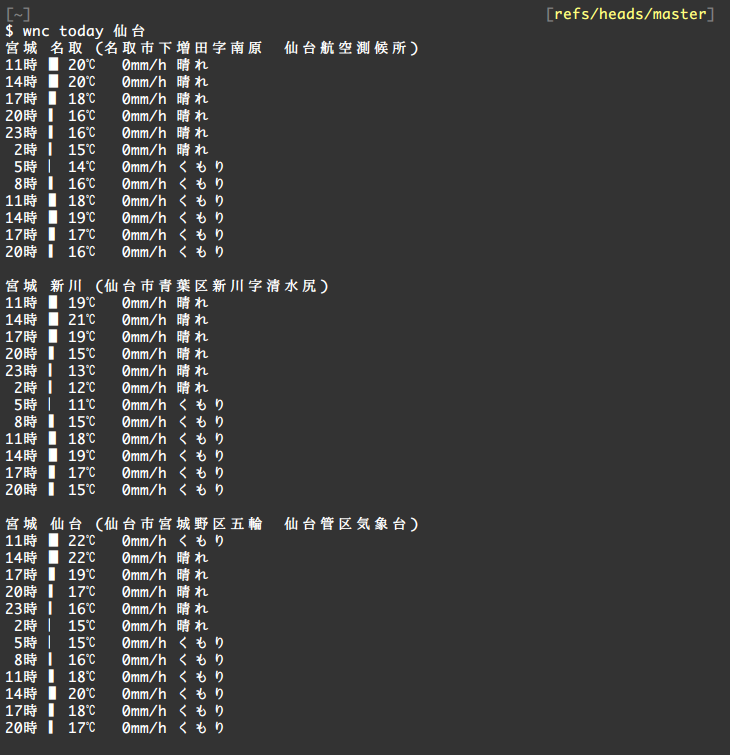 [~] [refs/heads/master]
$ wnc today 仙台
宮城 名取 (名取市下増田字南原　仙台航空測候所)
11時 █ 20℃   0mm/h 晴れ
14時 █ 20℃   0mm/h 晴れ
17時 ▊ 18℃   0mm/h 晴れ
20時 ▌ 16℃   0mm/h 晴れ
23時 ▌ 16℃   0mm/h 晴れ
 2時 ▎ 15℃   0mm/h 晴れ
 5時 ▏ 14℃   0mm/h くもり
 8時 ▌ 16℃   0mm/h くもり
11時 ▊ 18℃   0mm/h くもり
14時 ▉ 19℃   0mm/h くもり
17時 ▋ 17℃   0mm/h くもり
20時 ▌ 16℃   0mm/h くもり

宮城 新川 (仙台市青葉区新川字清水尻)
11時 ▉ 19℃   0mm/h 晴れ
14時 █ 21℃   0mm/h 晴れ
17時 ▉ 19℃   0mm/h 晴れ
20時 ▌ 15℃   0mm/h 晴れ
23時 ▎ 13℃   0mm/h 晴れ
 2時 ▎ 12℃   0mm/h 晴れ
 5時 ▏ 11℃   0mm/h くもり
 8時 ▌ 15℃   0mm/h くもり
11時 ▊ 18℃   0mm/h くもり
14時 ▉ 19℃   0mm/h くもり
17時 ▋ 17℃   0mm/h くもり
20時 ▌ 15℃   0mm/h くもり

宮城 仙台 (仙台市宮城野区五輪　仙台管区気象台)
11時 █ 22℃   0mm/h くもり
14時 █ 22℃   0mm/h 晴れ
17時 ▋ 19℃   0mm/h 晴れ
20時 ▍ 17℃   0mm/h 晴れ
23時 ▎ 16℃   0mm/h 晴れ
 2時 ▏ 15℃   0mm/h 晴れ
 5時 ▏ 15℃   0mm/h くもり
 8時 ▎ 16℃   0mm/h くもり
11時 ▌ 18℃   0mm/h くもり
14時 ▊ 20℃   0mm/h くもり
17時 ▌ 18℃   0mm/h くもり
20時 ▍ 17℃   0mm/h くもり